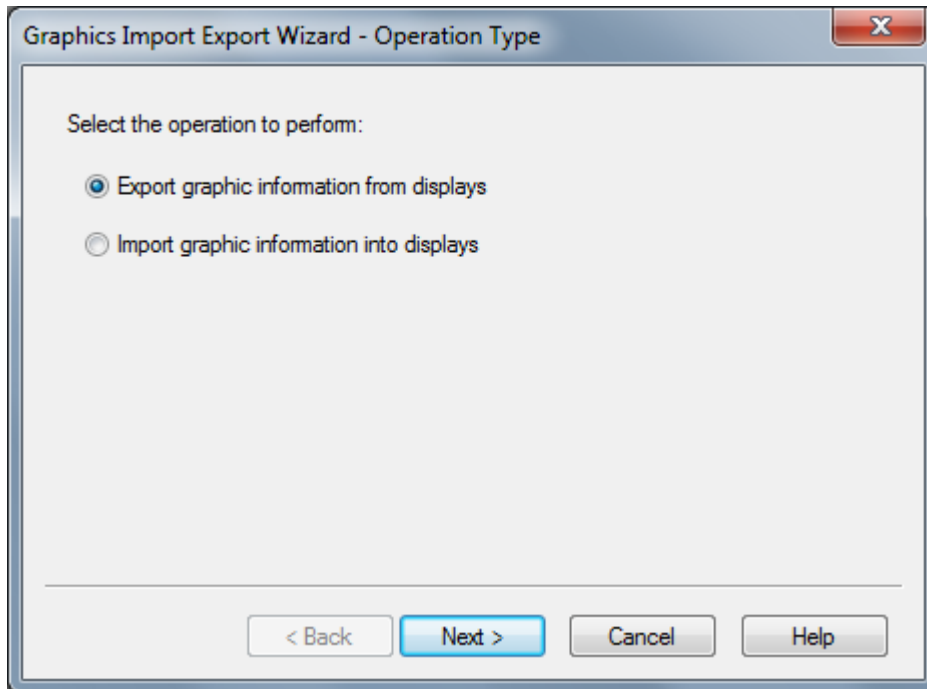 Graphics Import Export Wizard - Operation Type
Select the operation to perform:
Export graphic information from displays
Import graphic information into displays
< Back Next > Cancel Help